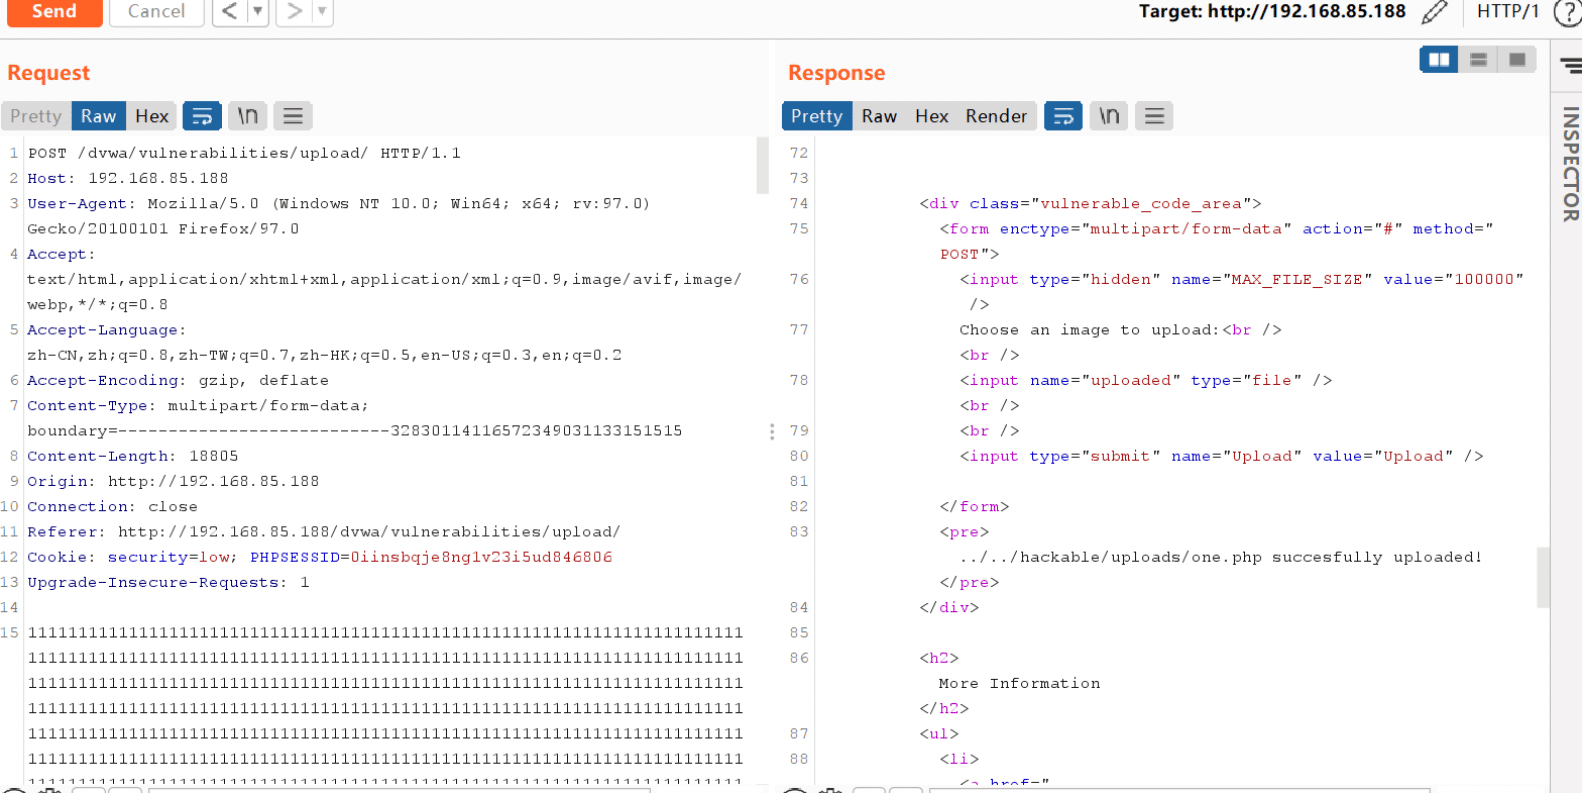 Send Cancel < ▼ > ▼ Target: http://192.168.85.188 HTTP/1 ?
Request
Pretty Raw Hex \n
1 POST /dvwa/vulnerabilities/upload/ HTTP/1.1
2 Host: 192.168.85.188
3 User-Agent: Mozilla/5.0 (Windows NT 10.0; Win64; x64; rv:97.0)
Gecko/20100101 Firefox/97.0
4 Accept:
text/html,application/xhtml+xml,application/xml;q=0.9,image/avif,image/
webp,*/*;q=0.8
5 Accept-Language:
zh-CN,zh;q=0.8,zh-TW;q=0.7,zh-HK;q=0.5,en-US;q=0.3,en;q=0.2
6 Accept-Encoding: gzip, deflate
7 Content-Type: multipart/form-data;
boundary=---------------------------32830114116572349031133151515
8 Content-Length: 18805
9 Origin: http://192.168.85.188
10 Connection: close
11 Referer: http://192.168.85.188/dvwa/vulnerabilities/upload/
12 Cookie: security=low; PHPSESSID=0iinsbqje8ng1v23i5ud846806
13 Upgrade-Insecure-Requests: 1
14
15 11111111111111111111111111111111111111111111111111111111111111111111111
11111111111111111111111111111111111111111111111111111111111111111111111
11111111111111111111111111111111111111111111111111111111111111111111111
11111111111111111111111111111111111111111111111111111111111111111111111
11111111111111111111111111111111111111111111111111111111111111111111111
11111111111111111111111111111111111111111111111111111111111111111111111
11111111111111111111111111111111111111111111111111111111111111111111111
Response
Pretty Raw Hex Render \n
72
73
74 <div class="vulnerable_code_area">
75 <form enctype="multipart/form-data" action="#" method="
POST">
76 <input type="hidden" name="MAX_FILE_SIZE" value="100000"
/>
77 Choose an image to upload:<br />
<br />
78 <input name="uploaded" type="file" />
<br />
79 <br />
80 <input type="submit" name="Upload" value="Upload" />
81
82 </form>
83 <pre>
../../hackable/uploads/one.php succesfully uploaded!
</pre>
84 </div>
85
86 <h2>
More Information
</h2>
87 <ul>
88 <li>
<a href="
INSPECTOR